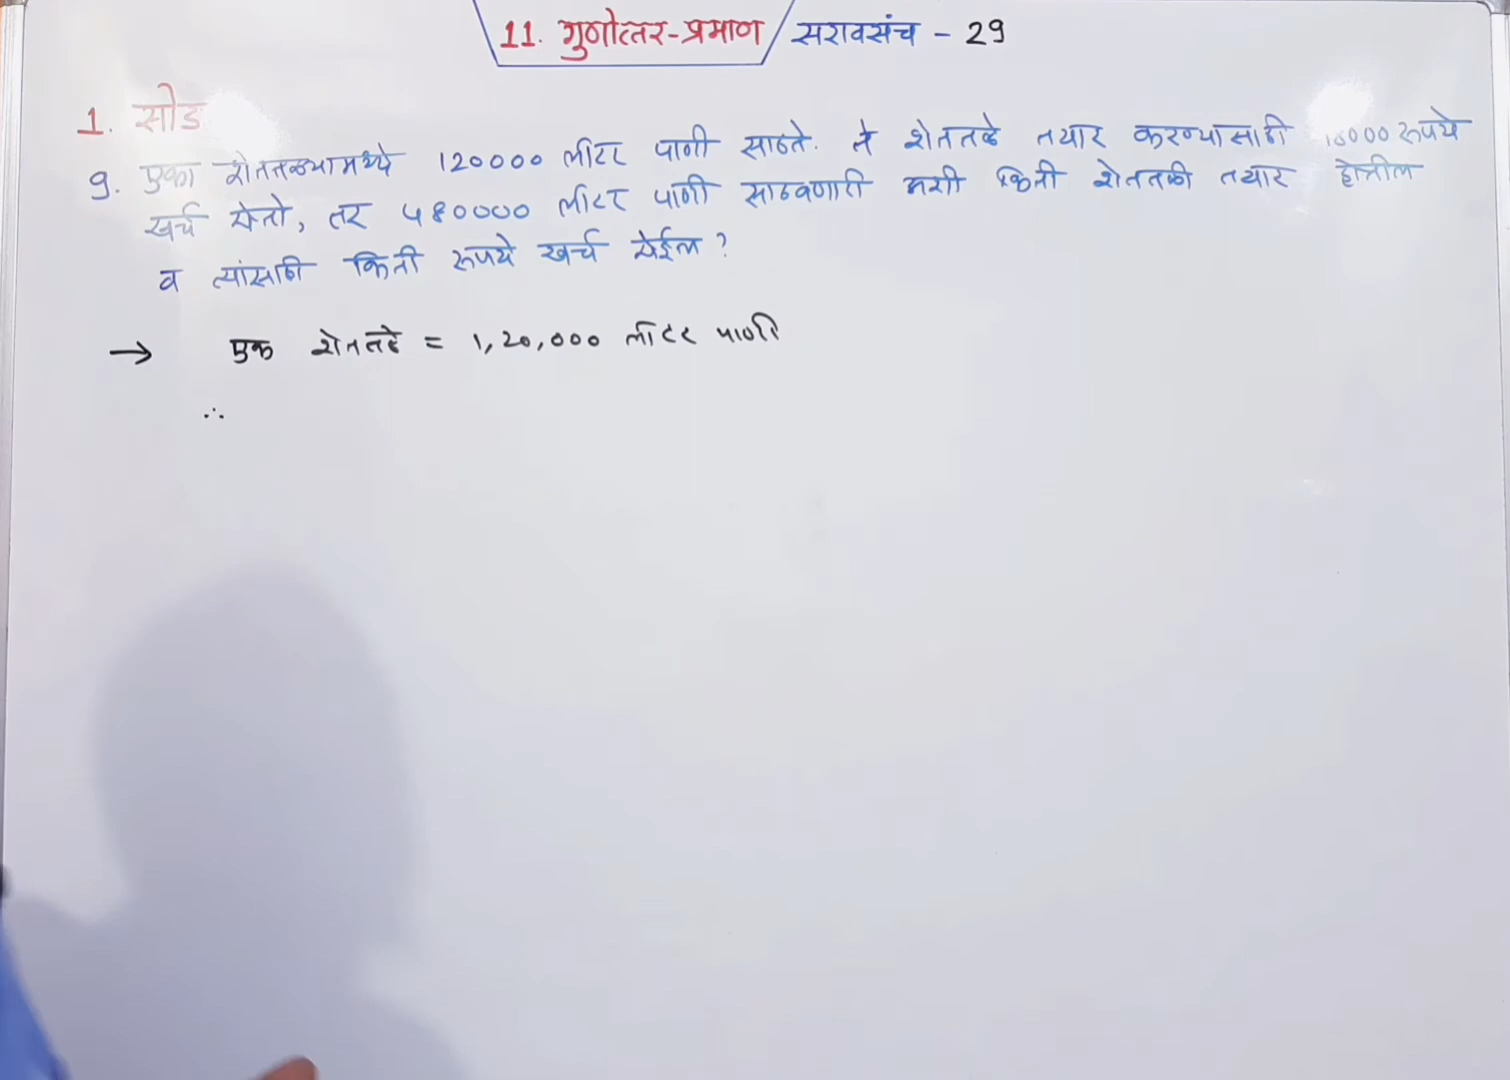 11. गुणोत्तर-प्रमाण / सरावसंच - 29
1. सोड
9. एका शेततळ्यामध्ये 120000 लीटर पाणी साठते. ते शेततळे तयार करण्यासाठी 18000 रूपये
खर्च येतो, तर 480000 लीटर पाणी साठवणारी अशी किती शेततळी तयार होतील
व त्यांसाठी किती रूपये खर्च येईल ?
→ एक शेततळे = 1,20,000 लीटर पाणी
∴